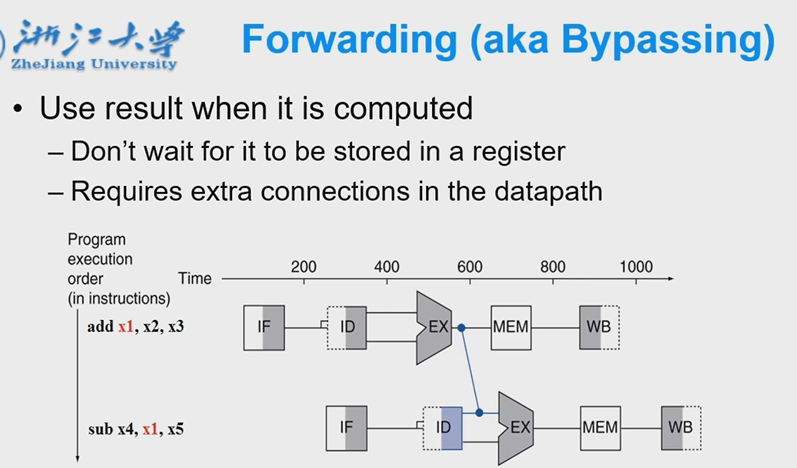 浙江大学
ZheJiang University
Forwarding (aka Bypassing)
• Use result when it is computed
– Don't wait for it to be stored in a register
– Requires extra connections in the datapath
Program
execution
order
(in instructions)
Time
200 400 600 800 1000
add x1, x2, x3
IF ID EX MEM WB
sub x4, x1, x5
IF ID EX MEM WB